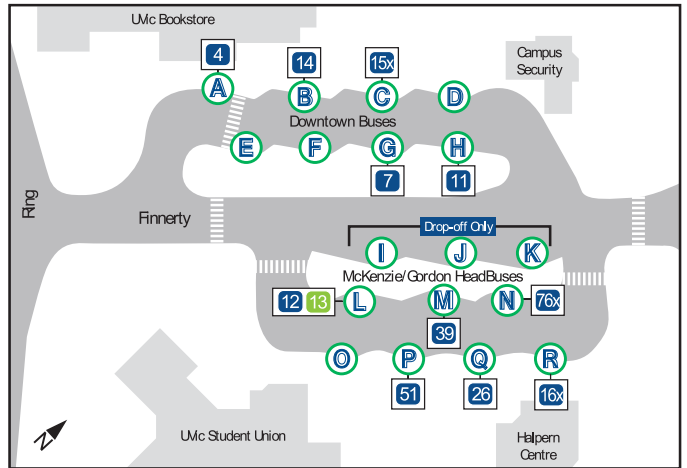 UVic Bookstore
4
14
15x
Campus
Security
A
B
C
D
Downtown Buses
E
F
G
H
7
11
Ring
Finnerty
Drop-off Only
I
J
K
McKenzie/Gordon HeadBuses
12 13
L
M
N
76x
39
O
P
Q
R
51
26
16x
N
UVic Student Union
Halpern
Centre